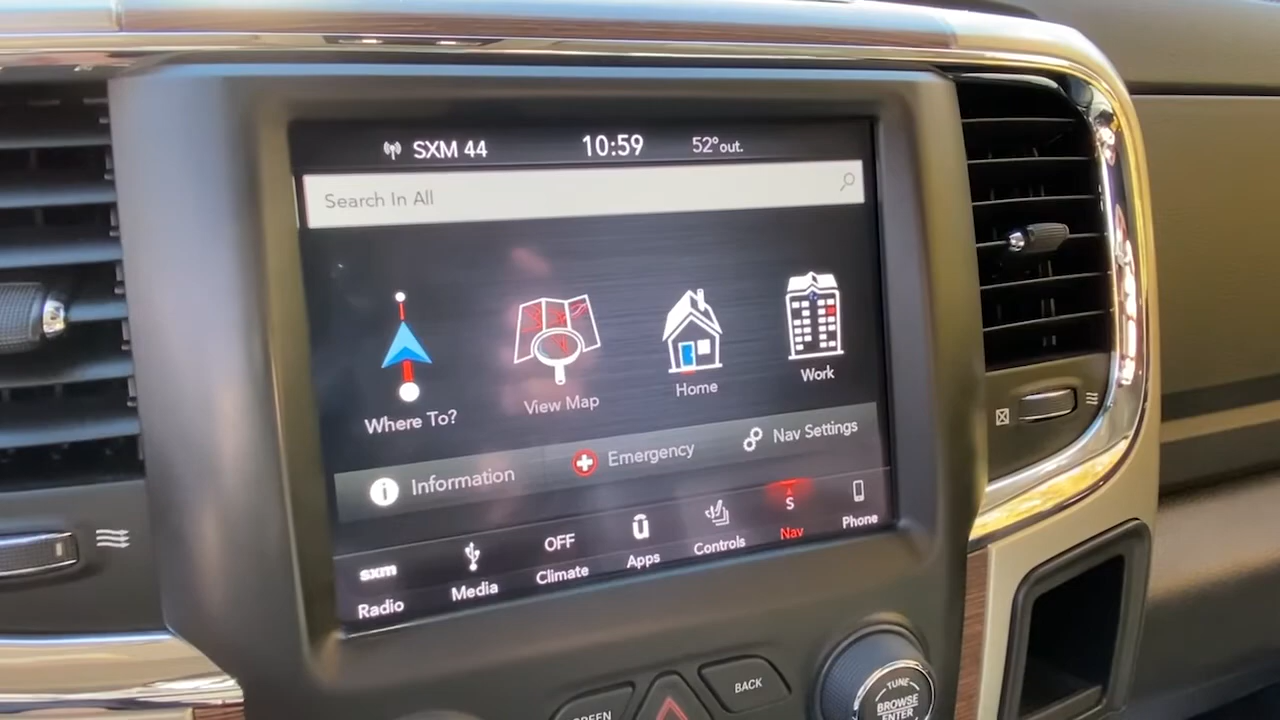 SXM 44 10:59 52° out.
Search In All
Where To? View Map Home Work
Information Emergency Nav Settings
sxm OFF S
Radio Media Climate Apps Controls Nav Phone
BACK
TUNE
BROWSE
ENTER